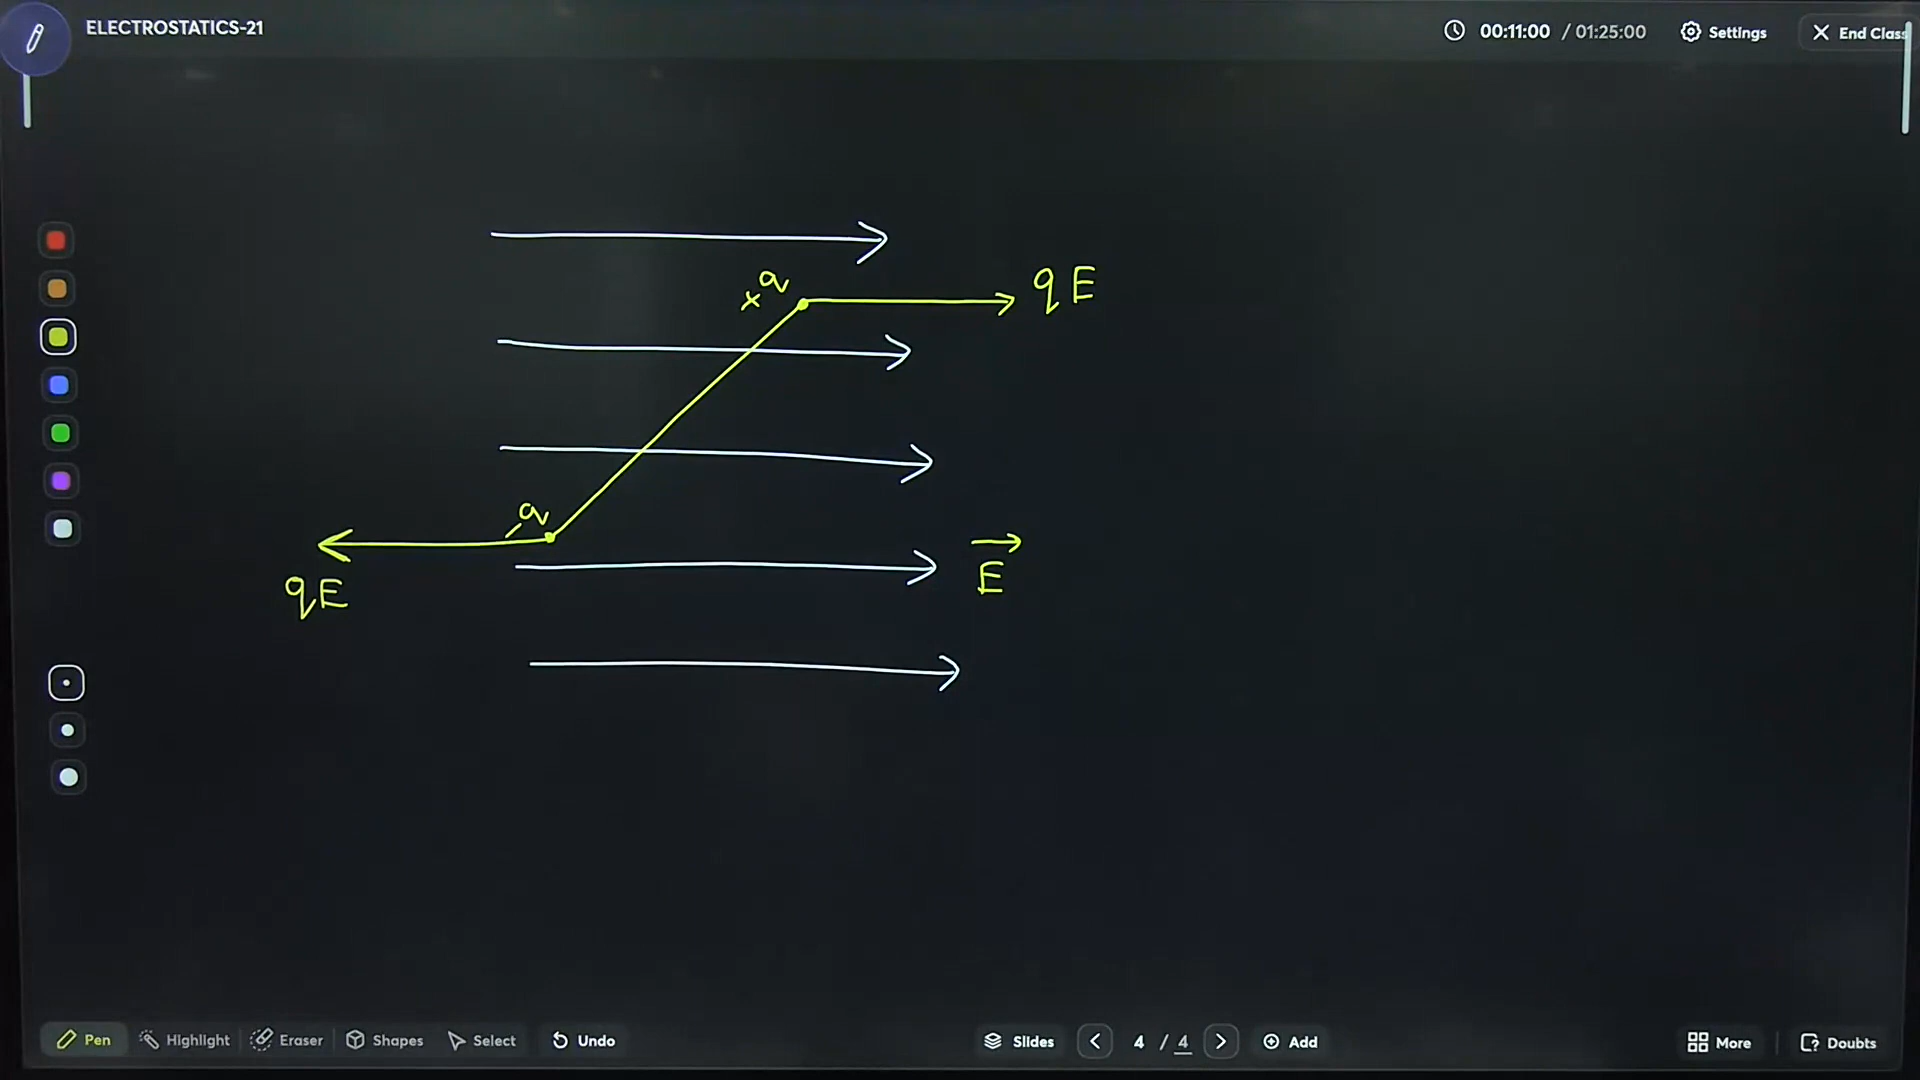 ELECTROSTATICS-21
00:11:00 / 01:25:00
Settings
End Class
+q
qE
-q
qE
E
Pen
Highlight
Eraser
Shapes
Select
Undo
Slides
4 / 4
Add
More
Doubts